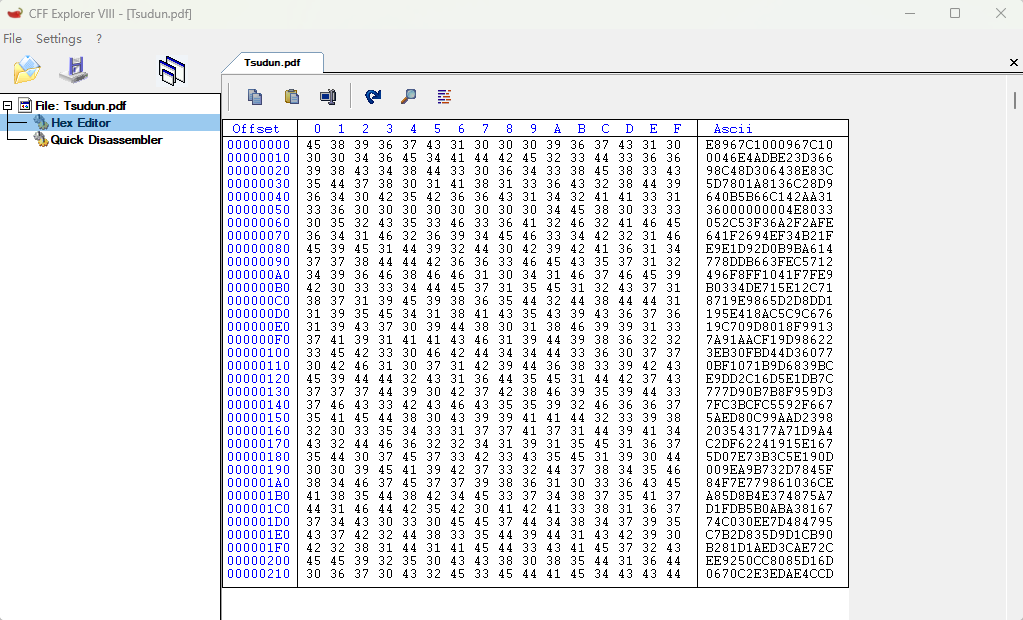 CFF Explorer VIII - [Tsudun.pdf]
File Settings ?
Tsudun.pdf
File: Tsudun.pdf
Hex Editor
Quick Disassembler
Offset 0 1 2 3 4 5 6 7 8 9 A B C D E F Ascii
00000000 45 38 39 36 37 43 31 30 30 30 39 36 37 43 31 30 E8967C1000967C10
00000010 30 30 34 36 45 34 41 44 42 45 32 33 44 33 36 36 0046E4ADBE23D366
00000020 39 38 43 34 38 44 33 30 36 34 33 38 45 38 33 43 98C48D306438E83C
00000030 35 44 37 38 30 31 41 38 31 33 36 43 32 38 44 39 5D7801A8136C28D9
00000040 36 34 30 42 35 42 36 36 43 31 34 32 41 41 33 31 640B5B66C142AA31
00000050 33 36 30 30 30 30 30 30 30 30 34 45 38 30 33 33 36000000004E8033
00000060 30 35 32 43 35 33 46 33 36 41 32 46 32 41 46 45 052C53F36A2F2AFE
00000070 36 34 31 46 32 36 39 34 45 46 33 34 42 32 31 46 641F2694EF34B21F
00000080 45 39 45 31 44 39 32 44 30 42 39 42 41 36 31 34 E9E1D92D0B9BA614
00000090 37 37 38 44 44 42 36 36 33 46 45 43 35 37 31 32 778DDB663FEC5712
000000A0 34 39 36 46 38 46 46 31 30 34 31 46 37 46 45 39 496F8FF1041F7FE9
000000B0 42 30 33 33 34 44 45 37 31 35 45 31 32 43 37 31 B0334DE715E12C71
000000C0 38 37 31 39 45 39 38 36 35 44 32 44 38 44 44 31 8719E9865D2D8DD1
000000D0 31 39 35 45 34 31 38 41 43 35 43 39 43 36 37 36 195E418AC5C9C676
000000E0 31 39 43 37 30 39 44 38 30 31 38 46 39 39 31 33 19C709D8018F9913
000000F0 37 41 39 31 41 41 43 46 31 39 44 39 38 36 32 32 7A91AACF19D98622
00000100 33 45 42 33 30 46 42 44 34 34 44 33 36 30 37 37 3EB30FBD44D36077
00000110 30 42 46 31 30 37 31 42 39 44 36 38 33 39 42 43 0BF1071B9D6839BC
00000120 45 39 44 44 32 43 31 36 44 35 45 31 44 42 37 43 E9DD2C16D5E1DB7C
00000130 37 37 37 44 39 30 42 37 42 38 46 39 35 39 44 33 777D90B7B8F959D3
00000140 37 46 43 33 42 43 46 43 35 35 39 32 46 36 36 37 7FC3BCFC5592F667
00000150 35 41 45 44 38 30 43 39 39 41 41 44 32 33 39 38 5AED80C99AAD2398
00000160 32 30 33 35 34 33 31 37 37 41 37 31 44 39 41 34 203543177A71D9A4
00000170 43 32 44 46 36 32 32 34 31 39 31 35 45 31 36 37 C2DF62241915E167
00000180 35 44 30 37 45 37 33 42 33 43 35 45 31 39 30 44 5D07E73B3C5E190D
00000190 30 30 39 45 41 39 42 37 33 32 44 37 38 34 35 46 009EA9B732D7845F
000001A0 38 34 46 37 45 37 37 39 38 36 31 30 33 36 43 45 84F7E779861036CE
000001B0 41 38 35 44 38 42 34 45 33 37 34 38 37 35 41 37 A85D8B4E374875A7
000001C0 44 31 46 44 42 35 42 30 41 42 41 33 38 31 36 37 D1FDB5B0ABA38167
000001D0 37 34 43 30 33 30 45 45 37 44 34 38 34 37 39 35 74C030EE7D484795
000001E0 43 37 42 32 44 38 33 35 44 39 44 31 43 42 39 30 C7B2D835D9D1CB90
000001F0 42 32 38 31 44 31 41 45 44 33 43 41 45 37 32 43 B281D1AED3CAE72C
00000200 45 45 39 32 35 30 43 43 38 30 38 35 44 31 36 44 EE9250CC8085D16D
00000210 30 36 37 30 43 32 45 33 45 44 41 45 34 43 43 44 0670C2E3EDAE4CCD